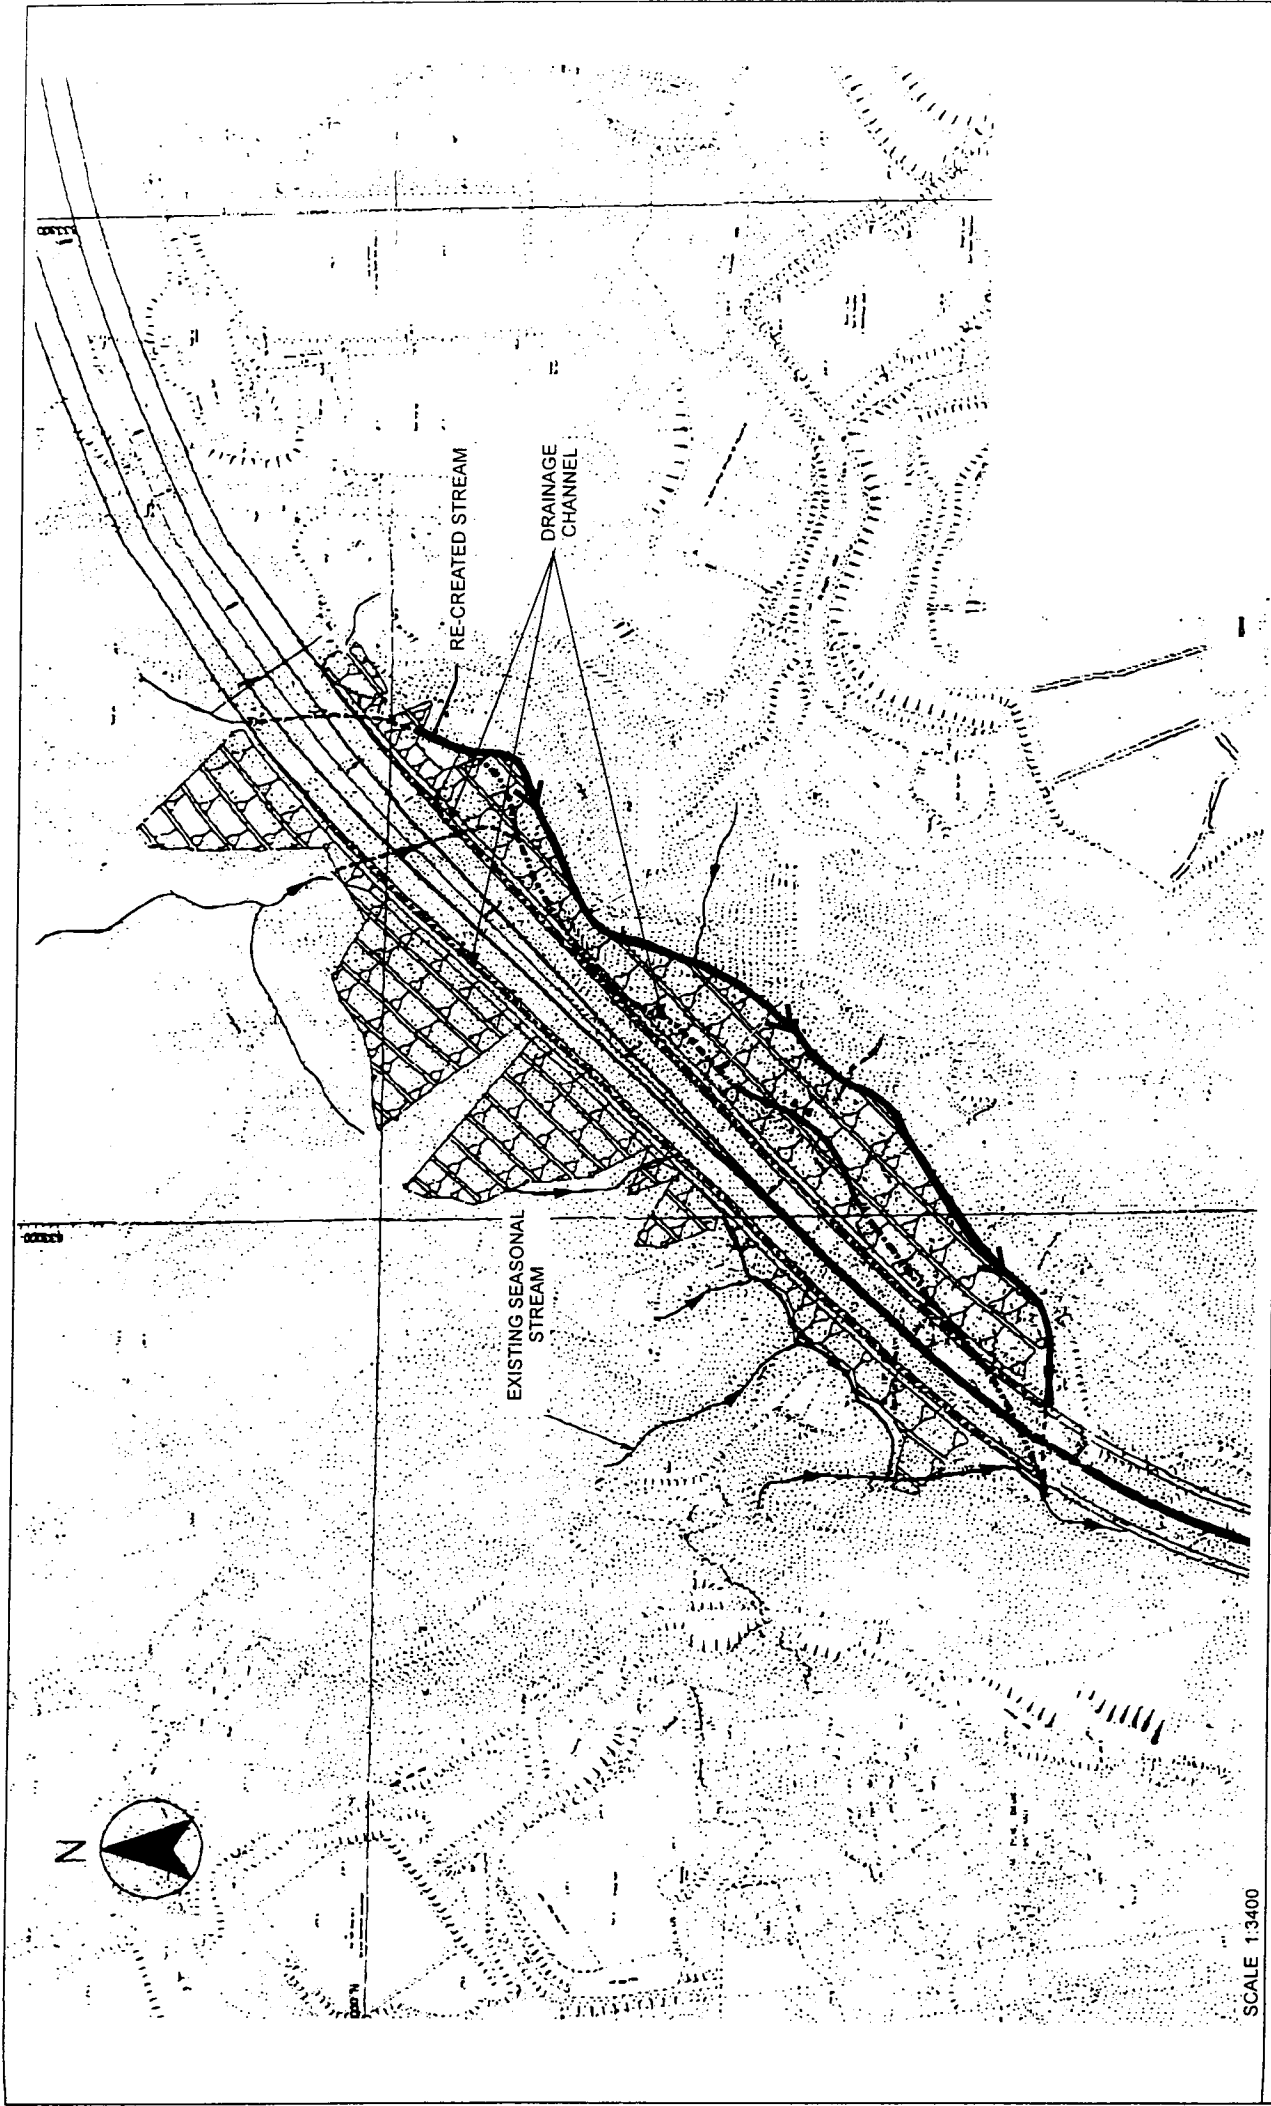 N
RE-CREATED STREAM
DRAINAGE
CHANNEL
EXISTING SEASONAL
STREAM
SCALE 1:3400